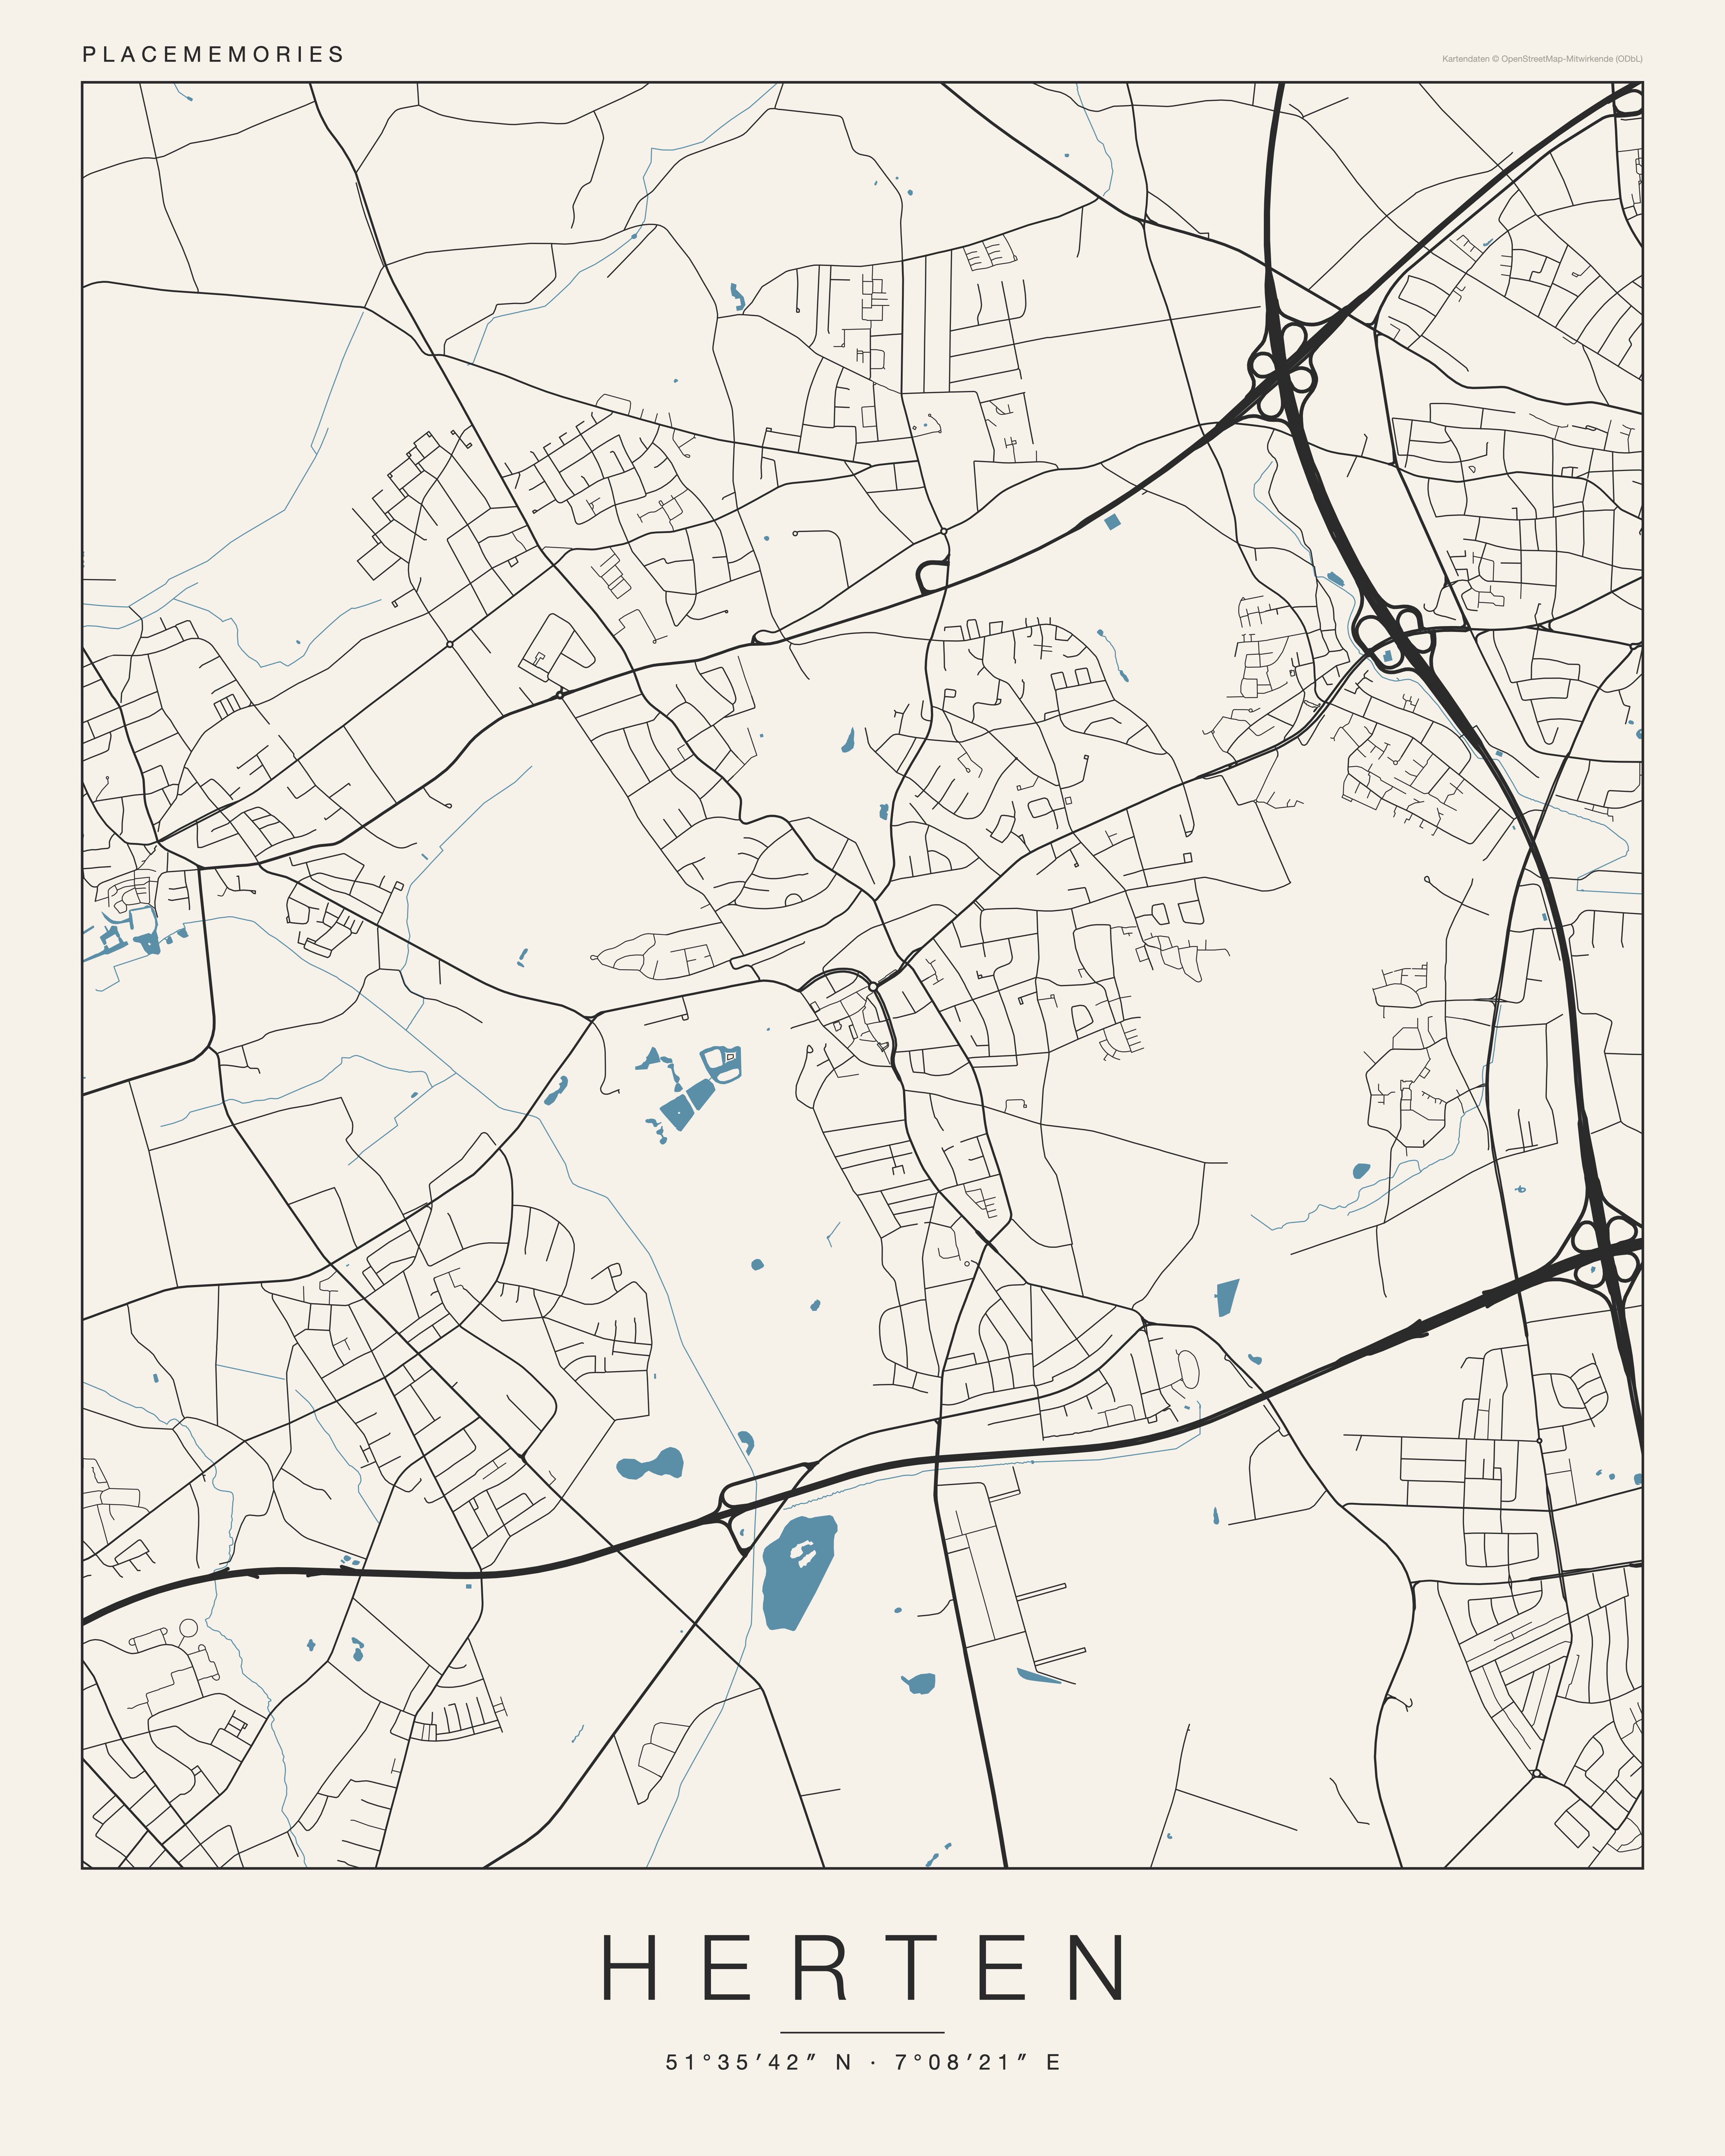 PLACEMEMORIES
Kartendaten © OpenStreetMap-Mitwirkende (ODbL)
HERTEN
51°35′42″ N · 7°08′21″ E